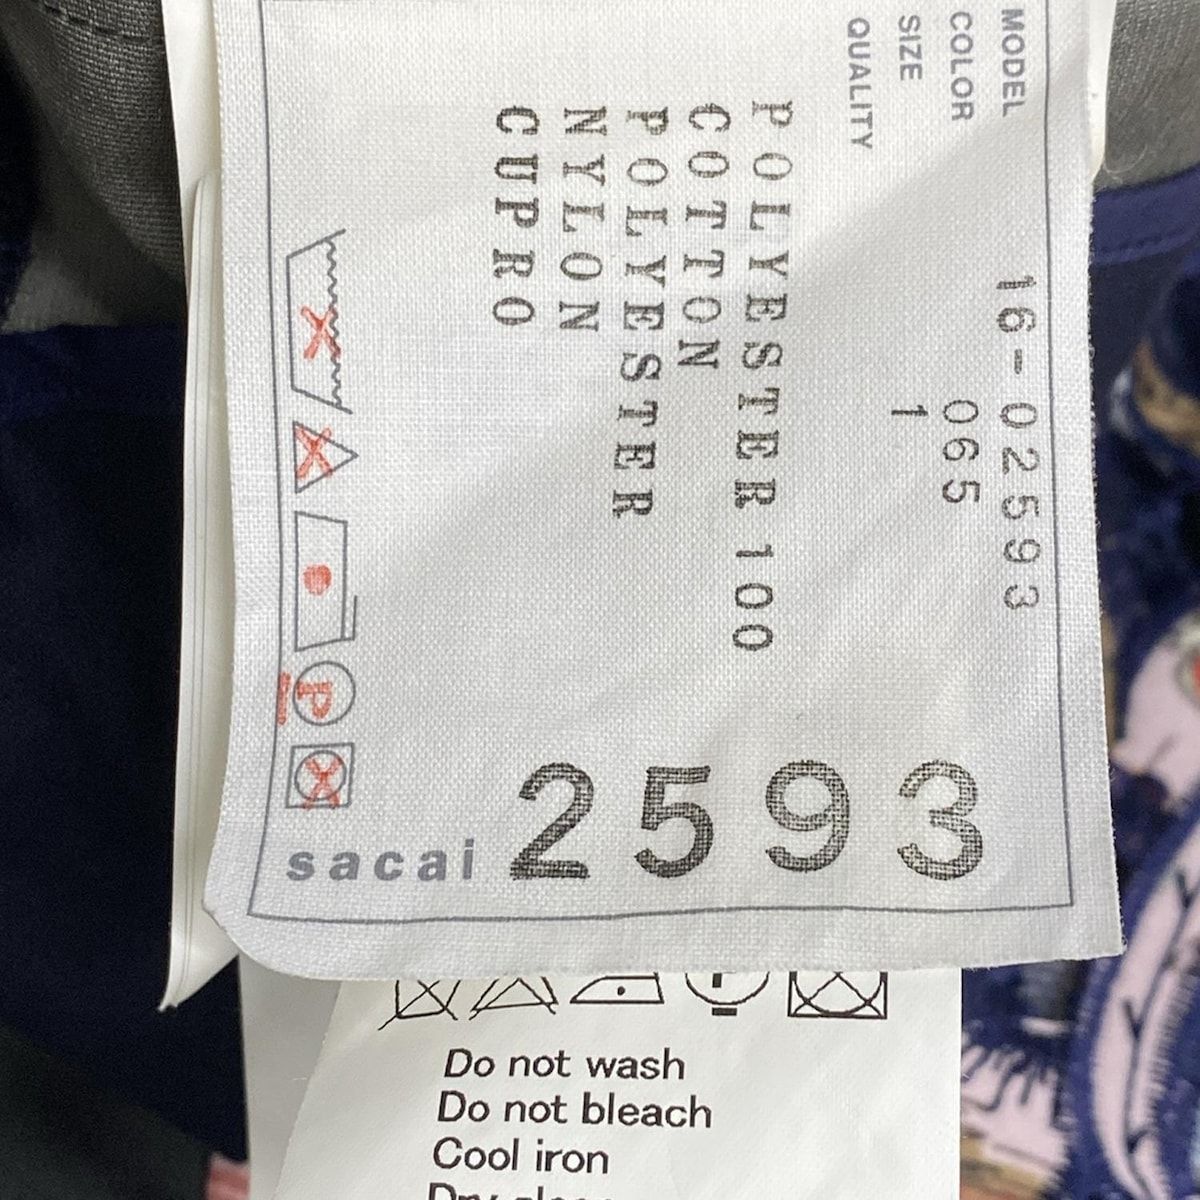 MODEL 16-02593
COLOR 065
SIZE 1
QUALITY
POLYESTER 100
COTTON
POLYESTER
NYLON
CUPRO
P
sacai 2593
Do not wash
Do not bleach
Cool iron